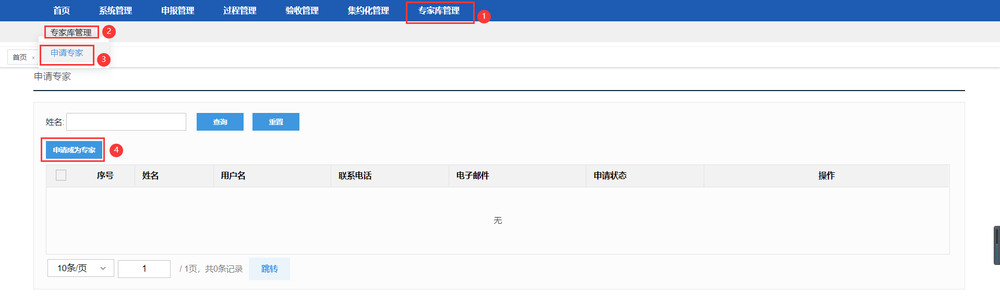 首页 系统管理 申报管理 过程管理 验收管理 集约化管理 专家库管理 1
专家库管理 2
首页 × 申请专家 3
申请专家
姓名: 查询 重置
申请成为专家 4
序号 姓名 用户名 联系电话 电子邮件 申请状态 操作
无
10条/页 1 / 1页，共0条记录 跳转